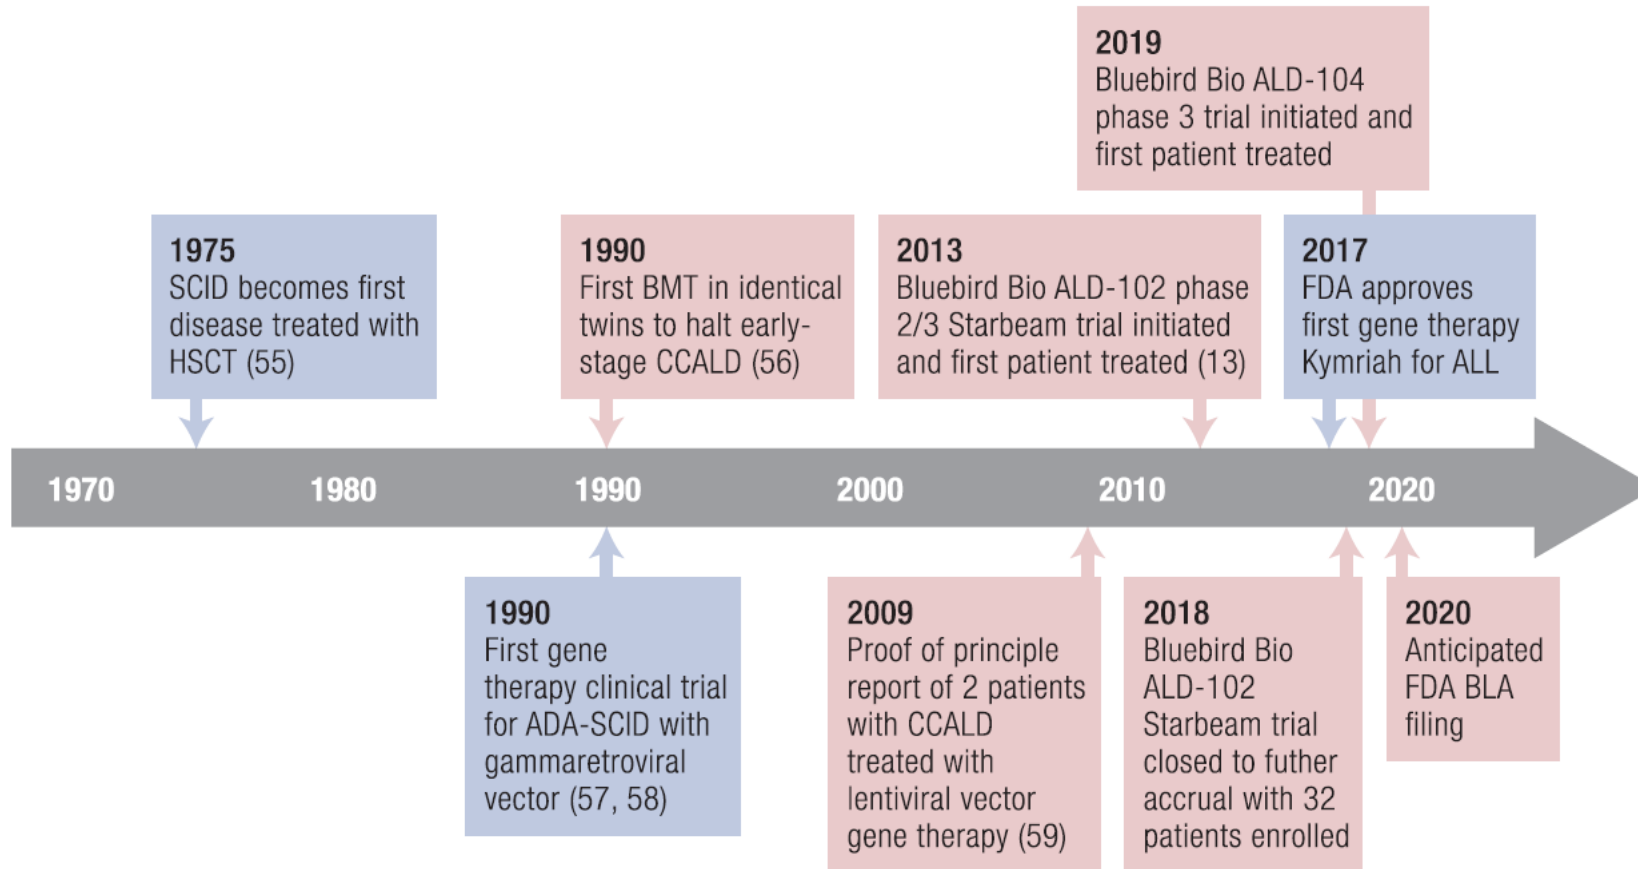 2019
Bluebird Bio ALD-104
phase 3 trial initiated and
first patient treated
1975
SCID becomes first
disease treated with
HSCT (55)
1990
First BMT in identical
twins to halt early-
stage CCALD (56)
2013
Bluebird Bio ALD-102 phase
2/3 Starbeam trial initiated
and first patient treated (13)
2017
FDA approves
first gene therapy
Kymriah for ALL
1970 1980 1990 2000 2010 2020
1990
First gene
therapy clinical trial
for ADA-SCID with
gammaretroviral
vector (57, 58)
2009
Proof of principle
report of 2 patients
with CCALD
treated with
lentiviral vector
gene therapy (59)
2018
Bluebird Bio
ALD-102
Starbeam trial
closed to futher
accrual with 32
patients enrolled
2020
Anticipated
FDA BLA
filing